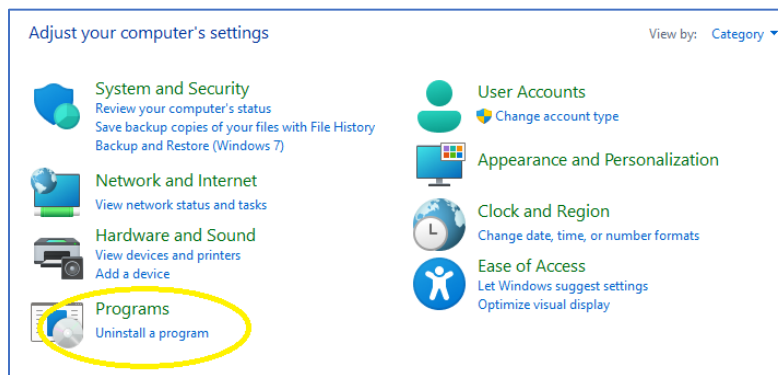 Adjust your computer's settings
View by: Category
System and Security
Review your computer's status
Save backup copies of your files with File History
Backup and Restore (Windows 7)
Network and Internet
View network status and tasks
Hardware and Sound
View devices and printers
Add a device
Programs
Uninstall a program
User Accounts
Change account type
Appearance and Personalization
Clock and Region
Change date, time, or number formats
Ease of Access
Let Windows suggest settings
Optimize visual display